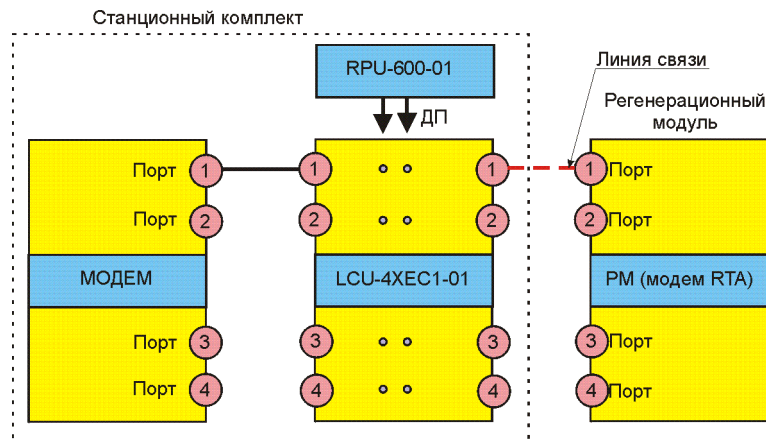 Станционный комплект
RPU-600-01
Линия связи
ДП
Регенерационный
модуль
Порт 1 1 1 1 Порт
Порт 2 2 2 2 Порт
МОДЕМ LCU-4XEC1-01 РМ (модем RTA)
Порт 3 3 3 3 Порт
Порт 4 4 4 4 Порт